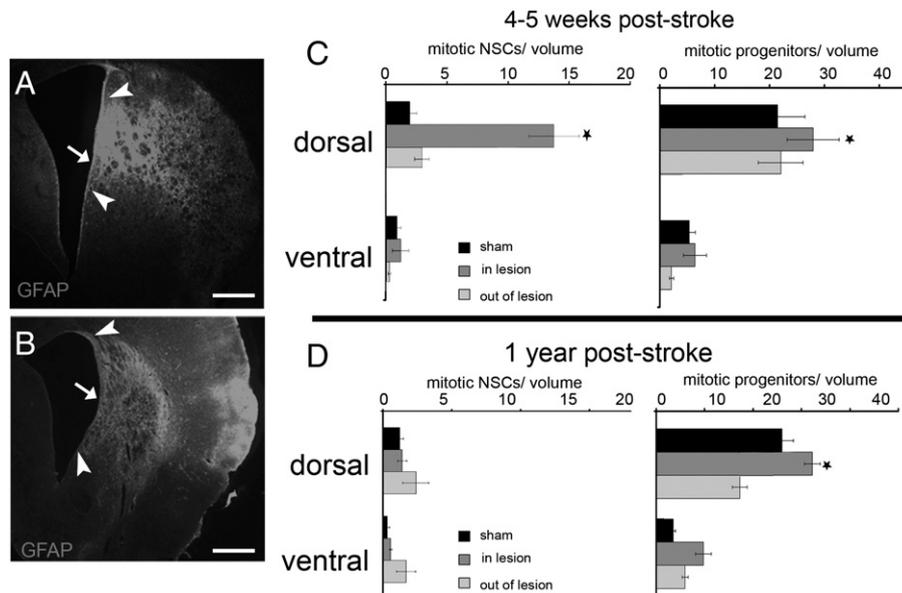 A
GFAP
B
GFAP
4-5 weeks post-stroke
C
mitotic NSCs/ volume
mitotic progenitors/ volume
0 5 10 15 20
0 10 20 30 40
dorsal
ventral
sham
in lesion
out of lesion
D
1 year post-stroke
mitotic NSCs/ volume
mitotic progenitors/ volume
0 5 10 15 20
0 10 20 30 40
dorsal
ventral
sham
in lesion
out of lesion